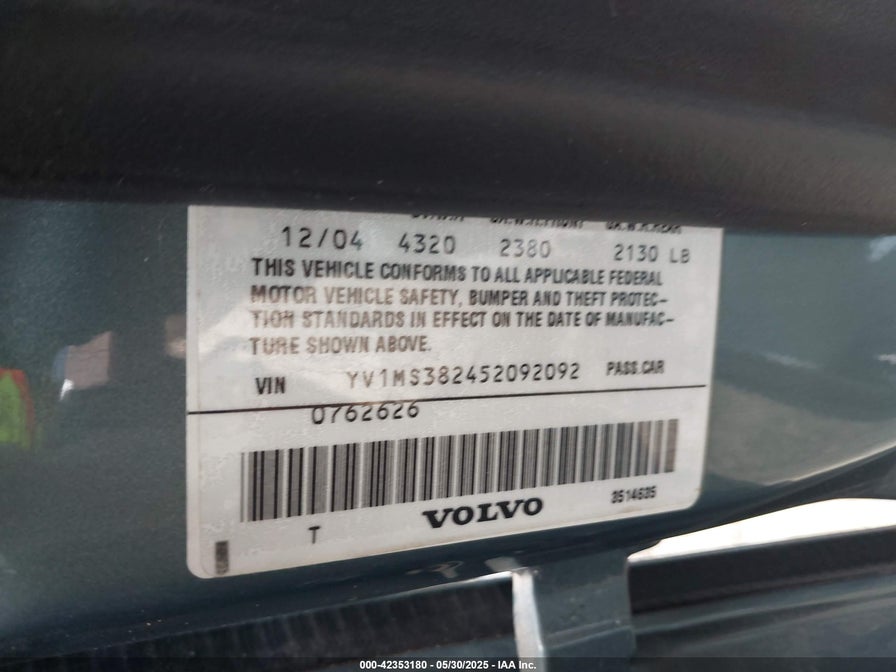 12/04 4320 2380 2130 LB
THIS VEHICLE CONFORMS TO ALL APPLICABLE FEDERAL
MOTOR VEHICLE SAFETY, BUMPER AND THEFT PROTEC-
TION STANDARDS IN EFFECT ON THE DATE OF MANUFAC-
TURE SHOWN ABOVE.
VIN YV1MS382452092092 PASS.CAR
0762626
T VOLVO 3514635
000-42353180 — 05/30/2025 — IAA Inc.